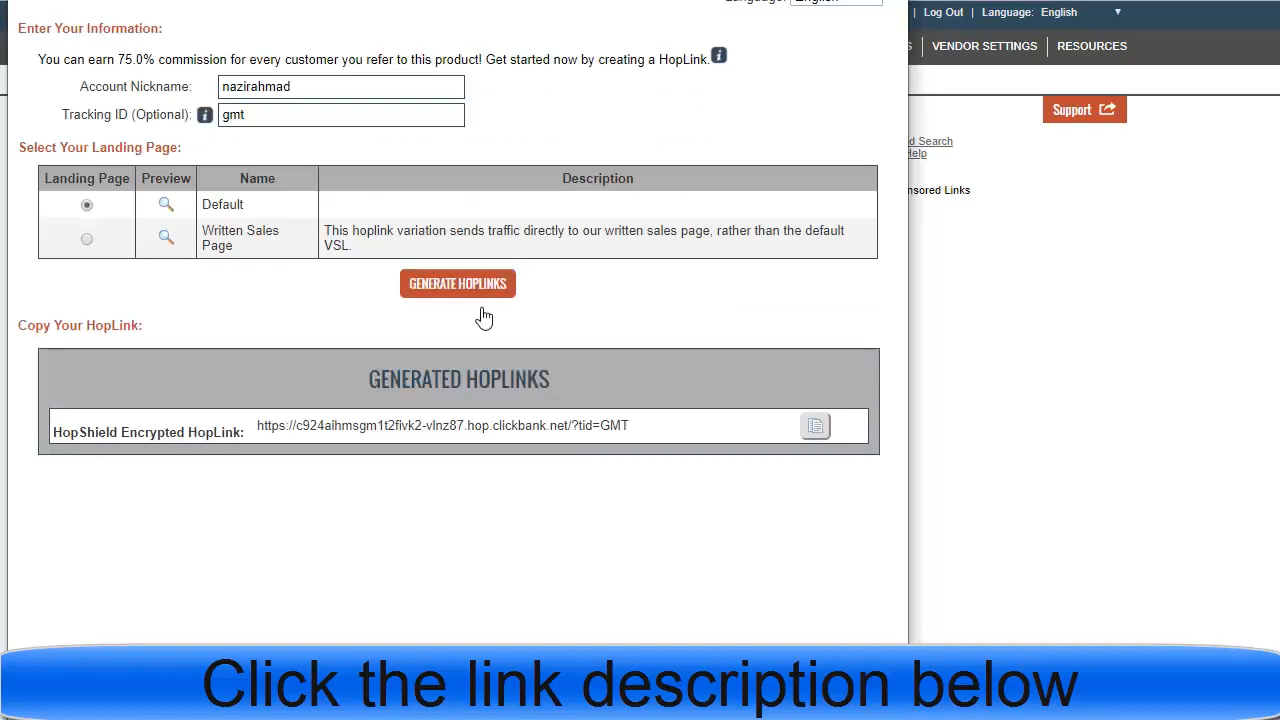 Log Out | Language: English
Enter Your Information:
You can earn 75.0% commission for every customer you refer to this product! Get started now by creating a HopLink.
VENDOR SETTINGS
RESOURCES
Account Nickname: nazirahmad
Tracking ID (Optional): gmt
Support
Select Your Landing Page:
d Search
Help
Landing Page Preview Name Description
nsored Links
Default
Written Sales
Page
This hoplink variation sends traffic directly to our written sales page, rather than the default
VSL.
GENERATE HOPLINKS
Copy Your HopLink:
GENERATED HOPLINKS
HopShield Encrypted HopLink: https://c924aihmsgm1t2fivk2-vlnz87.hop.clickbank.net/?tid=GMT
Click the link description below